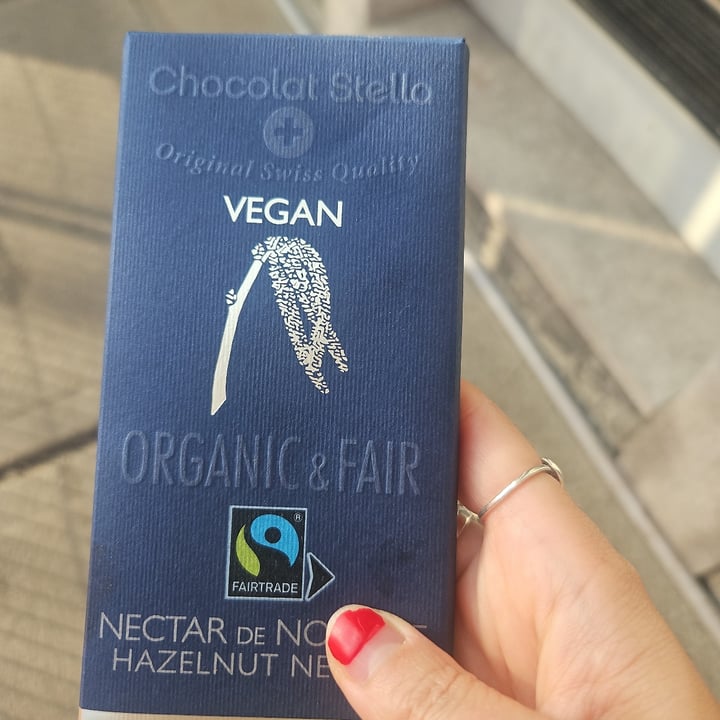 Chocolat Stella
Original Swiss Quality
VEGAN
ORGANIC & FAIR
®
FAIRTRADE
NECTAR DE
HAZELNUT